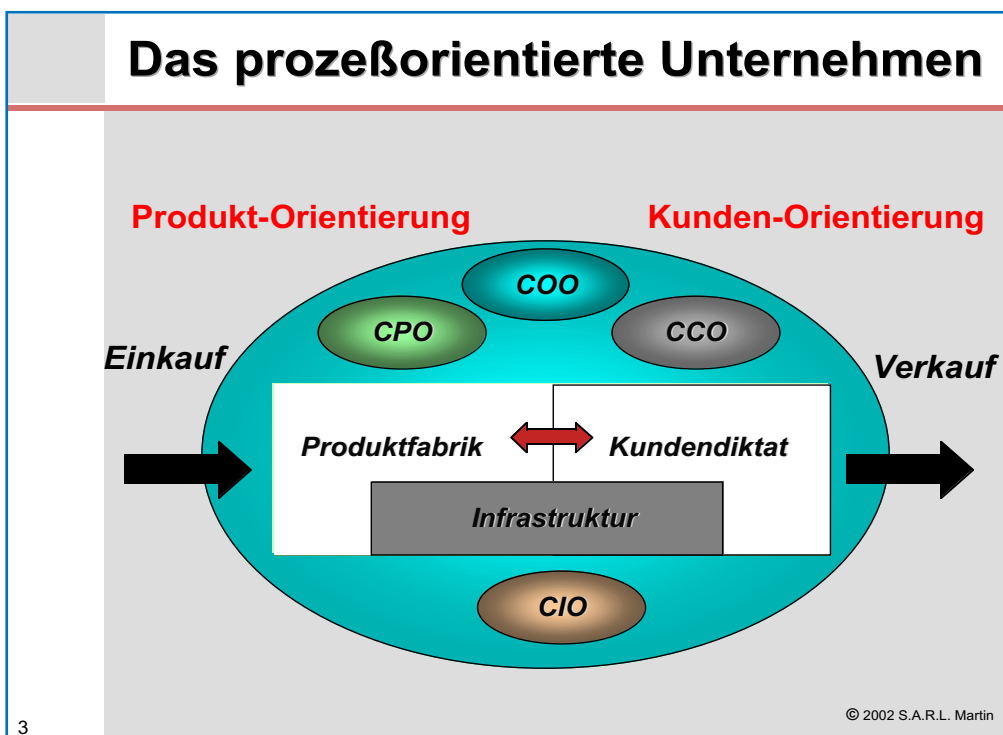 Das prozeßorientierte Unternehmen
Produkt-Orientierung
Kunden-Orientierung
COO
CPO
CCO
Einkauf
Verkauf
Produktfabrik
Kundendiktat
Infrastruktur
CIO
3
© 2002 S.A.R.L. Martin